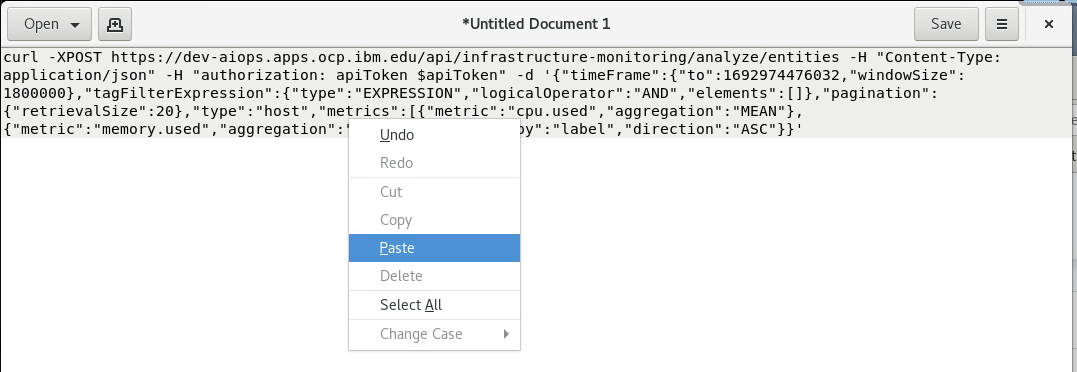 Open
*Untitled Document 1
Save
curl -XPOST https://dev-aiops.apps.ocp.ibm.edu/api/infrastructure-monitoring/analyze/entities -H "Content-Type:
application/json" -H "authorization: apiToken $apiToken" -d '{"timeFrame":{"to":1692974476032,"windowSize":
1800000},"tagFilterExpression":{"type":"EXPRESSION","logicalOperator":"AND","elements":[]},"pagination":
{"retrievalSize":20},"type":"host","metrics":[{"metric":"cpu.used","aggregation":"MEAN"},
{"metric":"memory.used","aggregation":" by":"label","direction":"ASC"}}'
Undo
Redo
Cut
Copy
Paste
Delete
Select All
Change Case